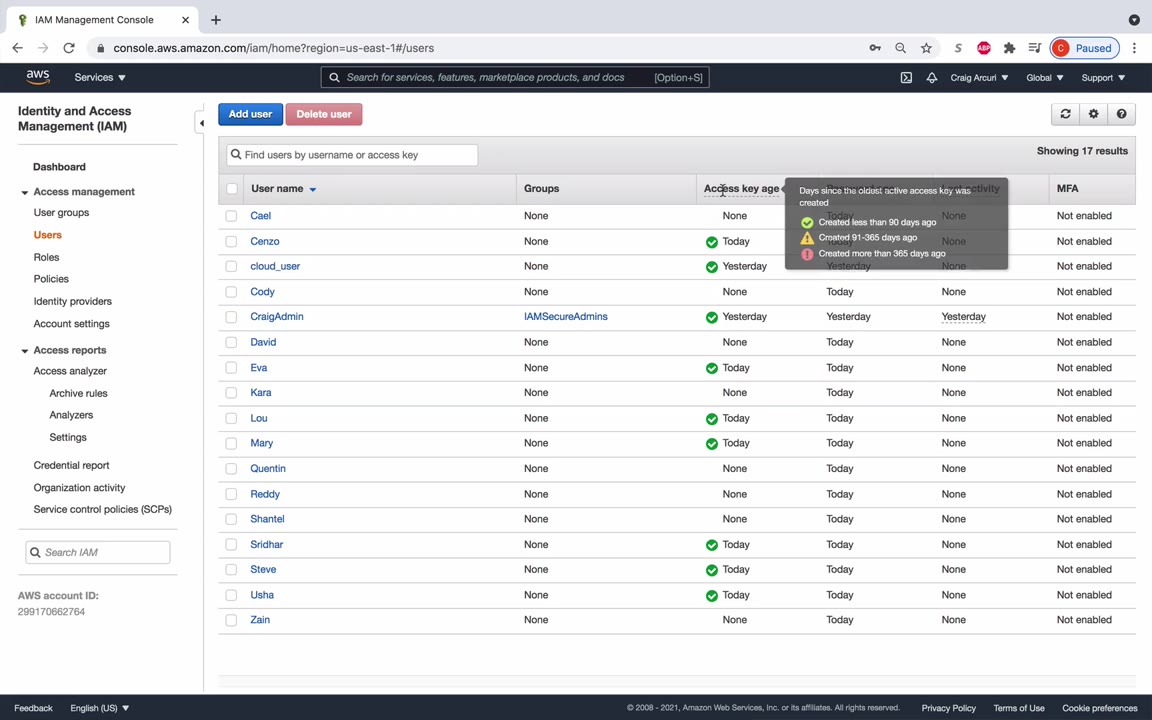 IAM Management Console
console.aws.amazon.com/iam/home?region=us-east-1#/users
S ABP C Paused
aws Services Search for services, features, marketplace products, and docs [Option+S] Craig Arcuri Global Support
Identity and Access
Management (IAM)
Dashboard
Access management
User groups
Users
Roles
Policies
Identity providers
Account settings
Access reports
Access analyzer
Archive rules
Analyzers
Settings
Credential report
Organization activity
Service control policies (SCPs)
Search IAM
AWS account ID:
299170662764
Add user Delete user
Find users by username or access key Showing 17 results
User name Groups Access key age MFA
Days since the oldest active access key was
created
Created less than 90 days ago
Created 91-365 days ago
Created more than 365 days ago
Cael None None Today Not enabled
Cenzo None Today Not enabled
cloud_user None Yesterday Yesterday Not enabled
Cody None None Today None Not enabled
CraigAdmin IAMSecureAdmins Yesterday Yesterday Yesterday Not enabled
David None None Today None Not enabled
Eva None Today Today None Not enabled
Kara None None Today None Not enabled
Lou None Today Today None Not enabled
Mary None Today Today None Not enabled
Quentin None None Today None Not enabled
Reddy None None Today None Not enabled
Shantel None None Today None Not enabled
Sridhar None Today Today None Not enabled
Steve None Today Today None Not enabled
Usha None Today Today None Not enabled
Zain None None Today None Not enabled
Feedback English (US) © 2008 - 2021, Amazon Web Services, Inc. or its affiliates. All rights reserved. Privacy Policy Terms of Use Cookie preferences